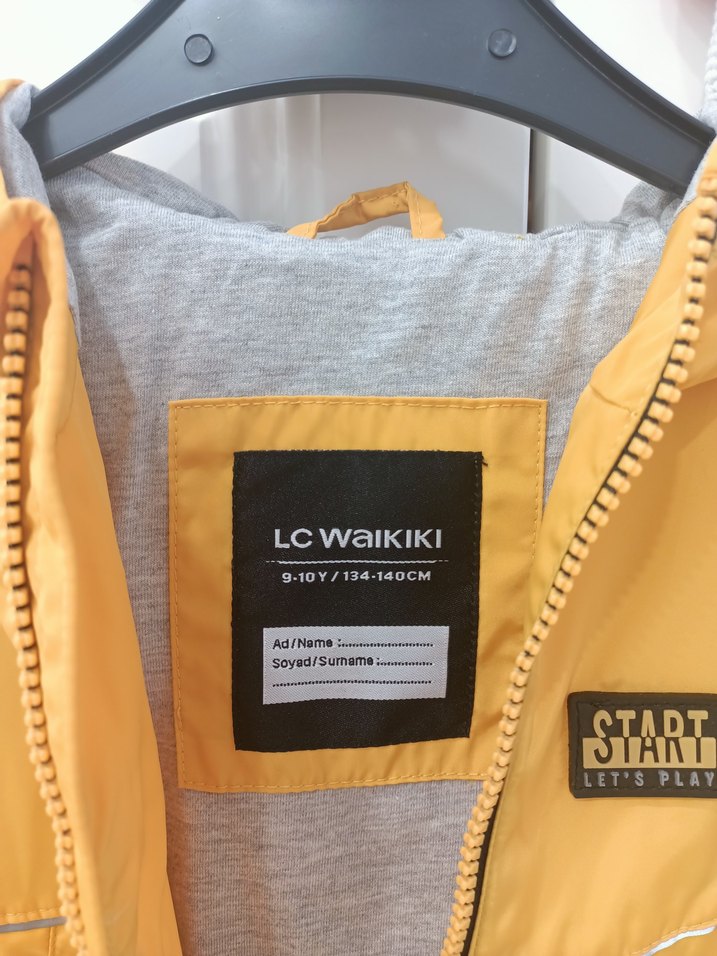 LC WAIKIKI
9-10Y / 134-140CM
Ad/Name :......................
Soyad/Surname :..............
............................................
START
LET'S PLAY